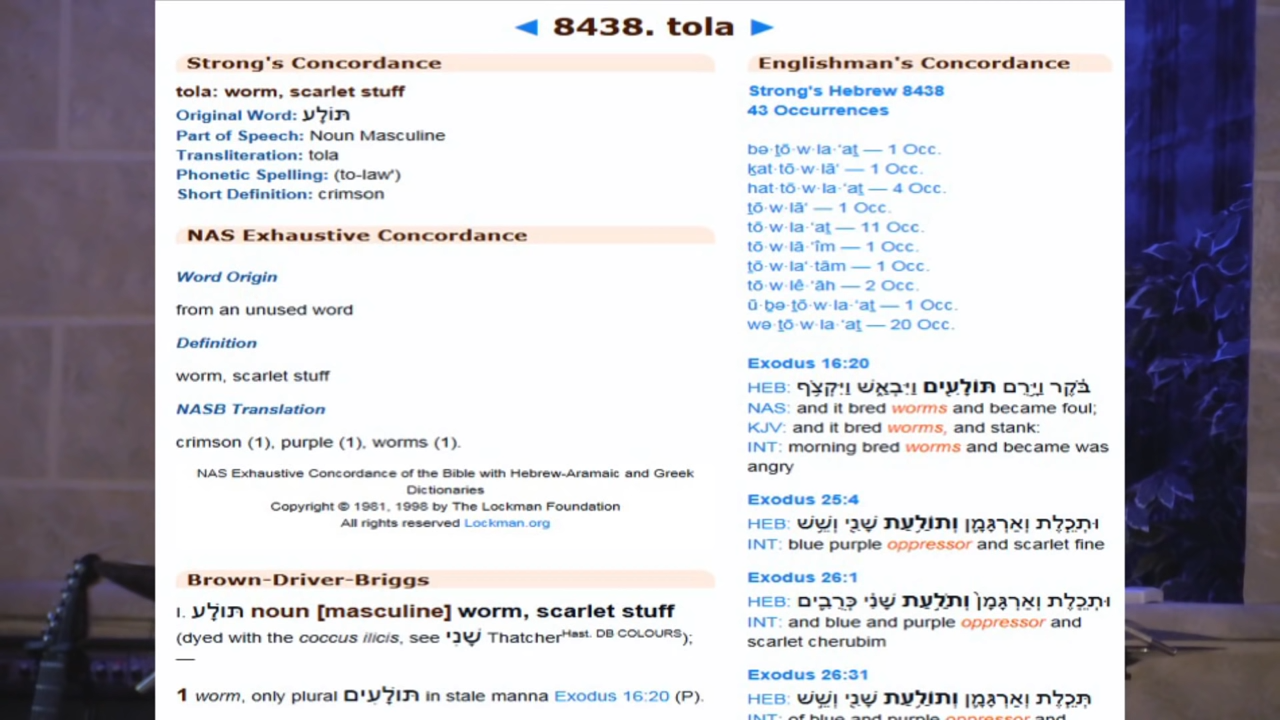 8438. tola
Strong's Concordance
tola: worm, scarlet stuff
Original Word: תּוֹלָע
Part of Speech: Noun Masculine
Transliteration: tola
Phonetic Spelling: (to-law')
Short Definition: crimson
NAS Exhaustive Concordance
Word Origin
from an unused word
Definition
worm, scarlet stuff
NASB Translation
crimson (1), purple (1), worms (1).
NAS Exhaustive Concordance of the Bible with Hebrew-Aramaic and Greek
Dictionaries
Copyright © 1981, 1998 by The Lockman Foundation
All rights reserved Lockman.org
Brown-Driver-Briggs
I. תּוֹלָע noun [masculine] worm, scarlet stuff
(dyed with the coccus ilicis, see שָׁנִי Thatcher Hast. DB COLOURS);
—
1 worm, only plural תּוֹלָעִים in stale manna Exodus 16:20 (P).
Englishman's Concordance
Strong's Hebrew 8438
43 Occurrences
bə·ṯō·w·la·'aṯ — 1 Occ.
ḵat·tō·w·lā' — 1 Occ.
hat·tō·w·la·'aṯ — 4 Occ.
ṯō·w·lā' — 1 Occ.
tō·w·la·'aṯ — 11 Occ.
tō·w·lā·'îm — 1 Occ.
ṯō·w·la'·tām — 1 Occ.
tō·w·lê·'āh — 2 Occ.
ū·ḇə·ṯō·w·la·'aṯ — 1 Occ.
wə·ṯō·w·la·'aṯ — 20 Occ.
Exodus 16:20
HEB: בֹּ֔קֶר וַיָּ֥רֻם תּוֹלָעִ֖ים וַיִּבְאַ֑שׁ וַיִּקְצֹ֥ף
NAS: and it bred worms and became foul;
KJV: and it bred worms, and stank:
INT: morning bred worms and became was
angry
Exodus 25:4
HEB: וּתְכֵ֧לֶת וְאַרְגָּמָ֛ן וְתוֹלַ֥עַת שָׁנִ֖י וְשֵׁ֥שׁ
INT: blue purple oppressor and scarlet fine
Exodus 26:1
HEB: וּתְכֵ֤לֶת וְאַרְגָּמָן֙ וְתֹלַ֣עַת שָׁנִ֔י כְּרֻבִ֛ים
INT: and blue and purple oppressor and
scarlet cherubim
Exodus 26:31
HEB: תְּכֵ֧לֶת וְאַרְגָּמָ֛ן וְתוֹלַ֥עַת שָׁנִ֖י וְשֵׁ֣שׁ
INT: of blue and purple oppressor and